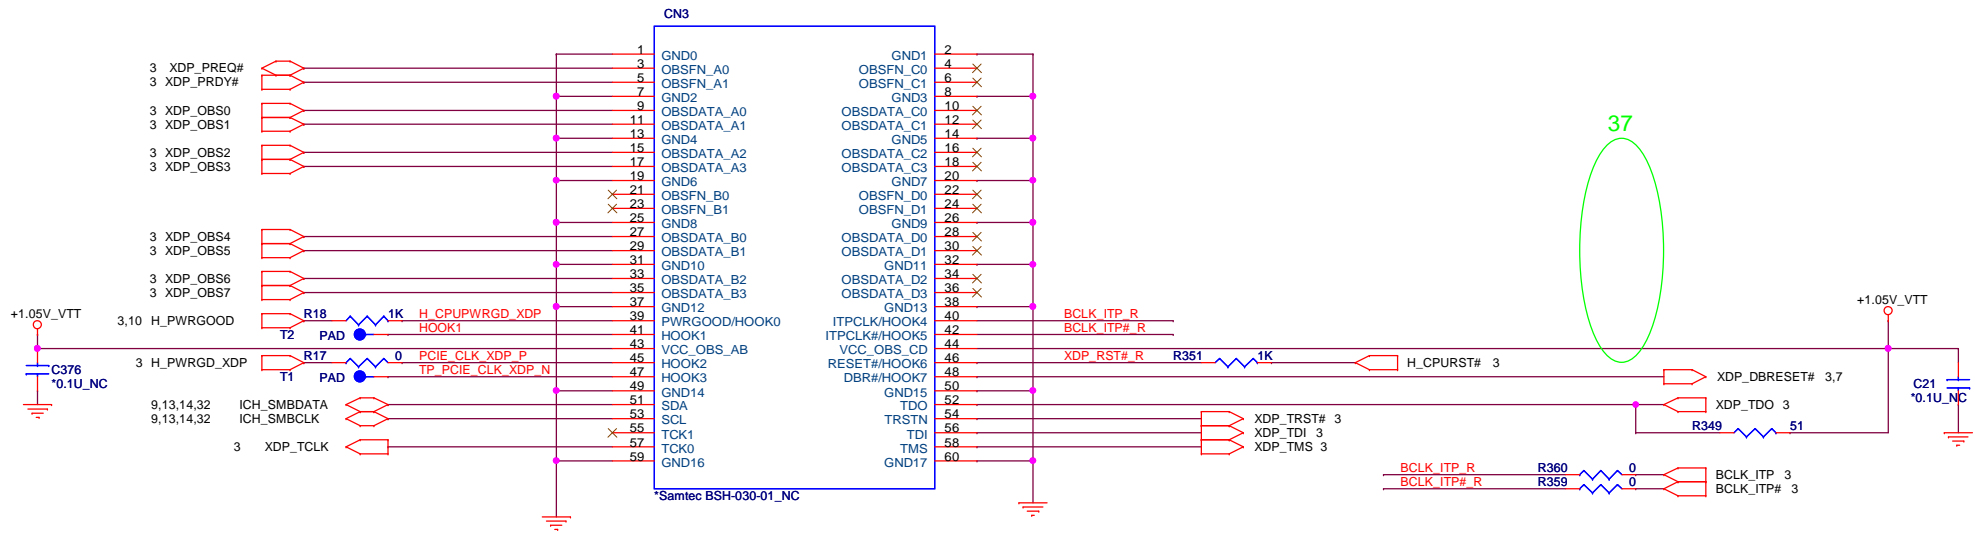 CN3
1 GND0 GND1 2
3 XDP_PREQ# 3 OBSFN_A0 OBSFN_C0 4
3 XDP_PRDY# 5 OBSFN_A1 OBSFN_C1 6
7 GND2 GND3 8
3 XDP_OBS0 9 OBSDATA_A0 OBSDATA_C0 10
3 XDP_OBS1 11 OBSDATA_A1 OBSDATA_C1 12
37
13 GND4 GND5 14
3 XDP_OBS2 15 OBSDATA_A2 OBSDATA_C2 16
3 XDP_OBS3 17 OBSDATA_A3 OBSDATA_C3 18
19 GND6 GND7 20
21 OBSFN_B0 OBSFN_D0 22
23 OBSFN_B1 OBSFN_D1 24
25 GND8 GND9 26
3 XDP_OBS4 27 OBSDATA_B0 OBSDATA_D0 28
3 XDP_OBS5 29 OBSDATA_B1 OBSDATA_D1 30
31 GND10 GND11 32
3 XDP_OBS6 33 OBSDATA_B2 OBSDATA_D2 34
3 XDP_OBS7 35 OBSDATA_B3 OBSDATA_D3 36
37 GND12 GND13 38
+1.05V_VTT +1.05V_VTT
3,10 H_PWRGOOD R18 1K H_CPUPWRGD_XDP 39 PWRGOOD/HOOK0 ITPCLK/HOOK4 40 BCLK_ITP_R
T2 PAD HOOK1 41 HOOK1 ITPCLK#/HOOK5 42 BCLK_ITP#_R
43 VCC_OBS_AB VCC_OBS_CD 44
3 H_PWRGD_XDP R17 0 PCIE_CLK_XDP_P 45 HOOK2 RESET#/HOOK6 46 XDP_RST#_R R351 1K H_CPURST# 3
C376 T1 PAD TP_PCIE_CLK_XDP_N 47 HOOK3 DBR#/HOOK7 48 XDP_DBRESET# 3,7
*0.1U_NC 49 GND14 GND15 50 C21
*0.1U_NC
9,13,14,32 ICH_SMBDATA 51 SDA TDO 52 XDP_TDO 3
9,13,14,32 ICH_SMBCLK 53 SCL TRSTN 54 XDP_TRST# 3
55 TCK1 TDI 56 XDP_TDI 3 R349 51
3 XDP_TCLK 57 TCK0 TMS 58 XDP_TMS 3
59 GND16 GND17 60
BCLK_ITP_R R360 0 BCLK_ITP 3
BCLK_ITP#_R R359 0 BCLK_ITP# 3
*Samtec BSH-030-01_NC